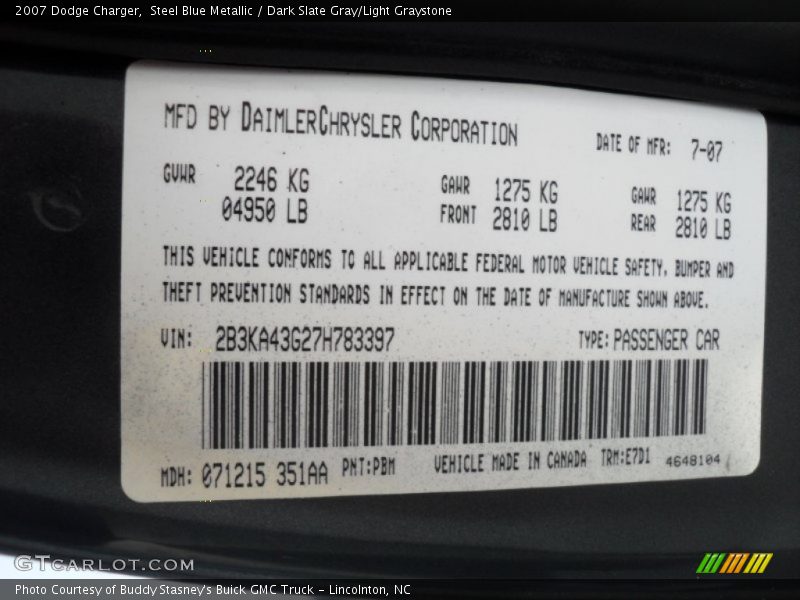 2007 Dodge Charger,  Steel Blue Metallic / Dark Slate Gray/Light Graystone
MFD BY DAIMLERCHRYSLER CORPORATION
DATE OF MFR: 7-07
GVWR 2246 KG 04950 LB
GAWR FRONT 1275 KG 2810 LB
GAWR REAR 1275 KG 2810 LB
THIS VEHICLE CONFORMS TO ALL APPLICABLE FEDERAL MOTOR VEHICLE SAFETY, BUMPER AND
THEFT PREVENTION STANDARDS IN EFFECT ON THE DATE OF MANUFACTURE SHOWN ABOVE.
VIN: 2B3KA43G27H783397 TYPE: PASSENGER CAR
MDH: 071215 351AA PNT:PBM VEHICLE MADE IN CANADA TRM:E7D1 4648104
GTCARLOT.COM
Photo Courtesy of Buddy Stasney's Buick GMC Truck - Lincolnton, NC